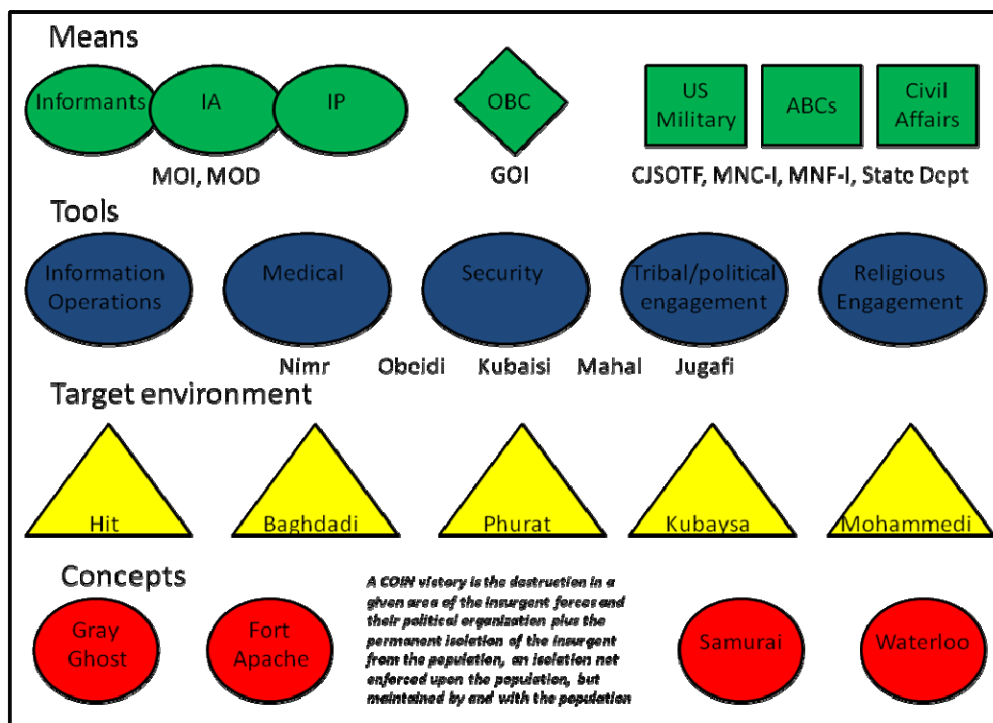 Means
Informants
IA
IP
OBC
US
Military
ABCs
Civil
Affairs
MOI, MOD
GOI
CJSOTF, MNC-I, MNF-I, State Dept
Tools
Information
Operations
Medical
Security
Tribal/political
engagement
Religious
Engagement
Nimr Obeidi Kubaisi Mahal Jugafi
Target environment
Hit
Baghdadi
Phurat
Kubaysa
Mohammedi
Concepts
Gray
Ghost
Fort
Apache
A COIN victory is the destruction in a
given area of the insurgent forces and
their political organization plus the
permanent isolation of the insurgent
from the population, an isolation not
enforced upon the population, but
maintained by and with the population
Samurai
Waterloo